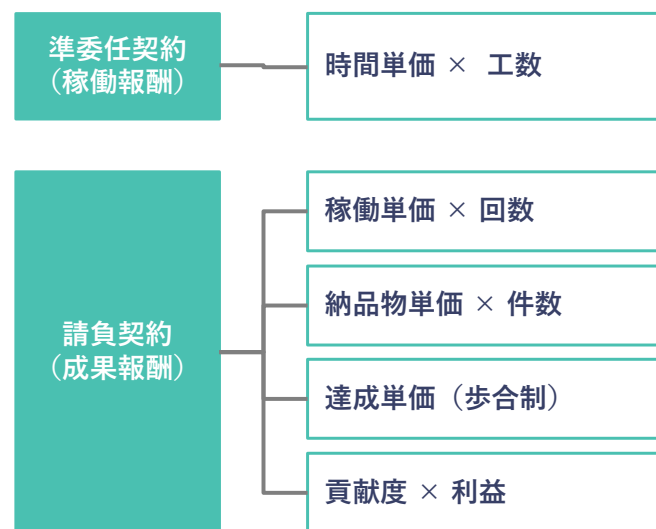 準委任契約
（稼働報酬）
時間単価 × 工数
請負契約
（成果報酬）
稼働単価 × 回数
納品物単価 × 件数
達成単価（歩合制）
貢献度 × 利益